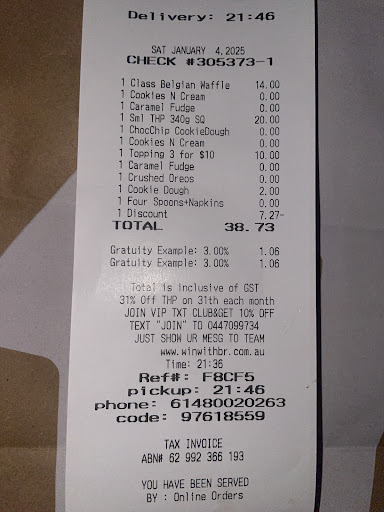 Delivery: 21:46
SAT JANUARY 4,2025
CHECK #305373-1
1 Class Belgian Waffle 14.00
1 Cookies N Cream 0.00
1 Caramel Fudge 0.00
1 Sml THP 340g SQ 20.00
1 ChocChip CookieDough 0.00
1 Cookies N Cream 0.00
1 Topping 3 for $10 10.00
1 Caramel Fudge 0.00
1 Crushed Oreos 0.00
1 Cookie Dough 2.00
1 Four Spoons+Napkins 0.00
1 Discount 7.27-
TOTAL 38.73
Gratuity Example: 3.00% 1.06
Gratuity Example: 3.00% 1.06
Total is inclusive of GST
31% Off THP on 31th each month
JOIN VIP TXT CLUB&GET 10% OFF
TEXT "JOIN" TO 0447099734
JUST SHOW UR MESG TO TEAM
www.winwithbr.com.au
Time: 21:36
Ref#: F8CF5
pickup: 21:46
phone: 61480020263
code: 97618559
TAX INVOICE
ABN# 62 992 366 193
YOU HAVE BEEN SERVED
BY : Online Orders